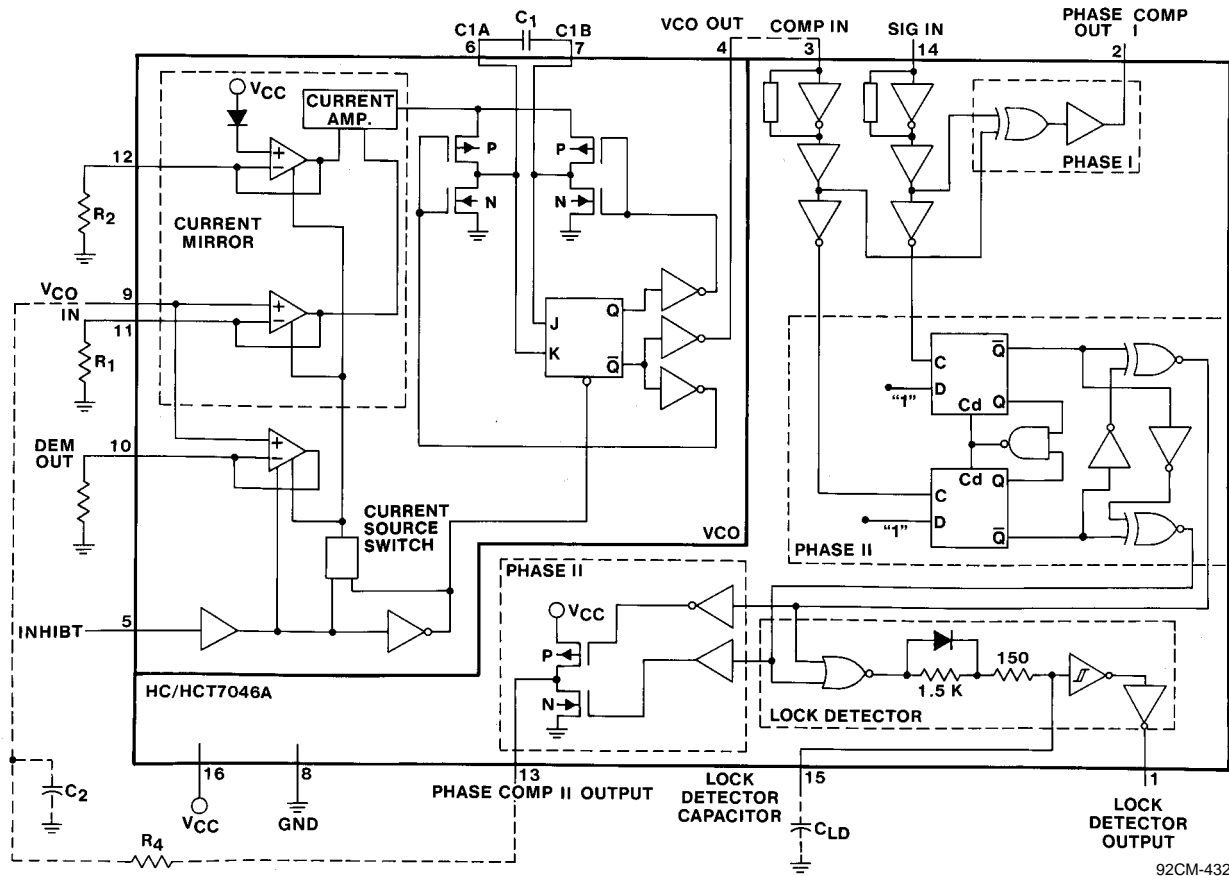 C1
C1A
C1B
6
7
VCO OUT
4
COMP IN
3
SIG IN
14
PHASE COMP
OUT I
2
VCC
CURRENT
AMP.
12
R2
CURRENT
MIRROR
P
P
N
N
PHASE I
VCO
IN
9
11
R1
J
K
Q
Q̅
C
D
"1"
Q̅
Q
Cd
Cd
C
D
"1"
Q
Q̅
PHASE II
DEM
OUT
10
CURRENT
SOURCE
SWITCH
VCO
INHIBT
5
PHASE II
VCC
P
N
1.5 K
150
LOCK DETECTOR
HC/HCT7046A
16
VCC
8
GND
13
PHASE COMP II OUTPUT
LOCK
DETECTOR
CAPACITOR
15
CLD
1
LOCK
DETECTOR
OUTPUT
C2
R4
92CM-432